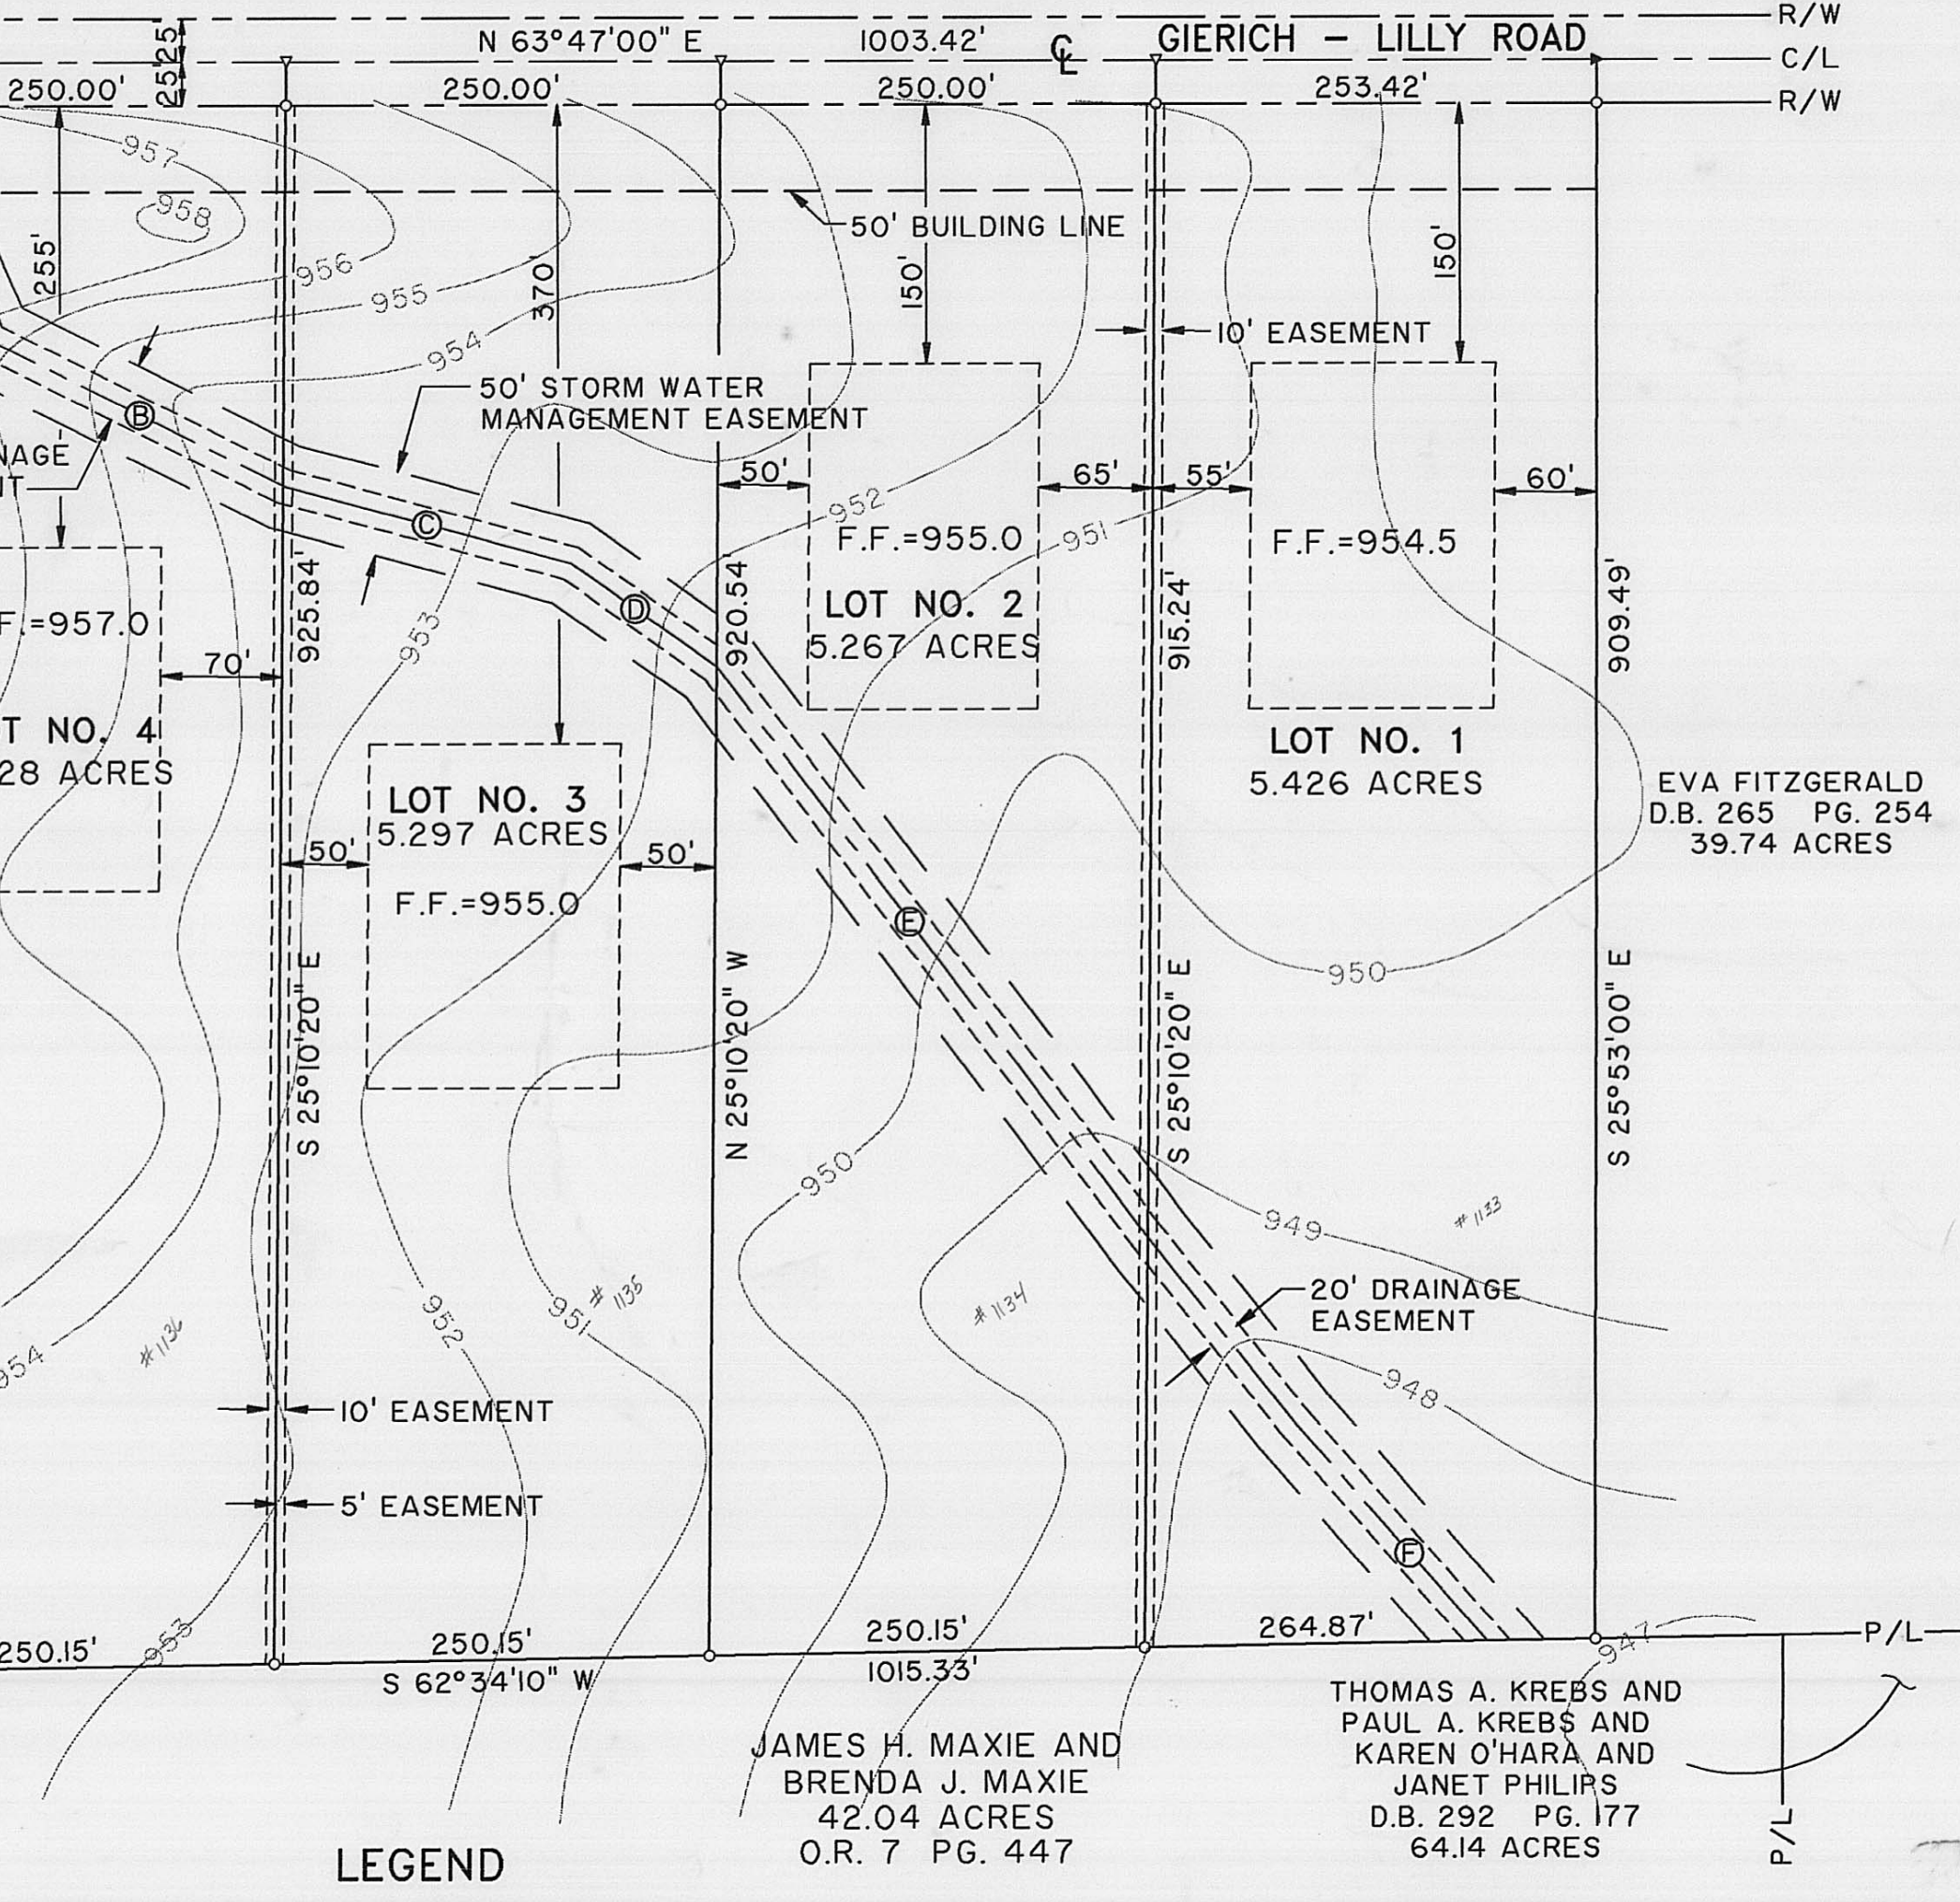 R/W
N 63°47'00" E
1003.42'
GIERICH - LILLY ROAD
25'
25'
C/L
250.00'
250.00'
250.00'
253.42'
R/W
957
958
50' BUILDING LINE
255'
370'
150'
150'
956
955
954
10' EASEMENT
50' STORM WATER
MANAGEMENT EASEMENT
B
NAGE
50'
65'
55'
60'
952
951
C
F.F.=955.0
F.F.=954.5
D
925.84'
920.54'
915.24'
909.49'
F.=957.0
953
LOT NO. 2
5.267 ACRES
70'
T NO. 4
28 ACRES
LOT NO. 1
5.426 ACRES
LOT NO. 3
5.297 ACRES
EVA FITZGERALD
D.B. 265 PG. 254
39.74 ACRES
50'
50'
F.F.=955.0
E
950
S 25°10'20" E
N 25°10'20" W
S 25°10'20" E
S 25°53'00" E
950
949
# 1133
20' DRAINAGE
EASEMENT
# 1136
954
952
951
# 1135
# 1134
948
10' EASEMENT
5' EASEMENT
F
953
250.15'
250.15'
250.15'
264.87'
947
P/L
S 62°34'10" W
1015.33'
JAMES H. MAXIE AND
BRENDA J. MAXIE
42.04 ACRES
O.R. 7 PG. 447
THOMAS A. KREBS AND
PAUL A. KREBS AND
KAREN O'HARA AND
JANET PHILIPS
D.B. 292 PG. 177
64.14 ACRES
P/L
LEGEND